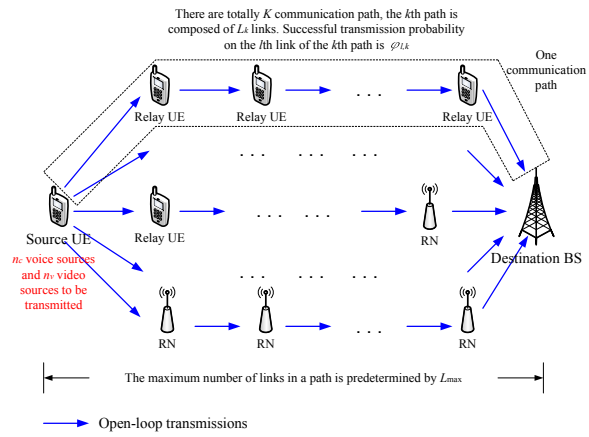 There are totally K communication path, the kth path is
composed of Lk links. Successful transmission probability
on the lth link of the kth path is φl,k
One
communication
path
Relay UE
Relay UE
. . .
Relay UE
. . . . . . . . .
Source UE
Relay UE
. . . . . .
RN
Destination BS
nc voice sources
and nv video
sources to be
transmitted
. . . . . . . . .
RN
RN
. . .
RN
The maximum number of links in a path is predetermined by Lmax
Open-loop transmissions